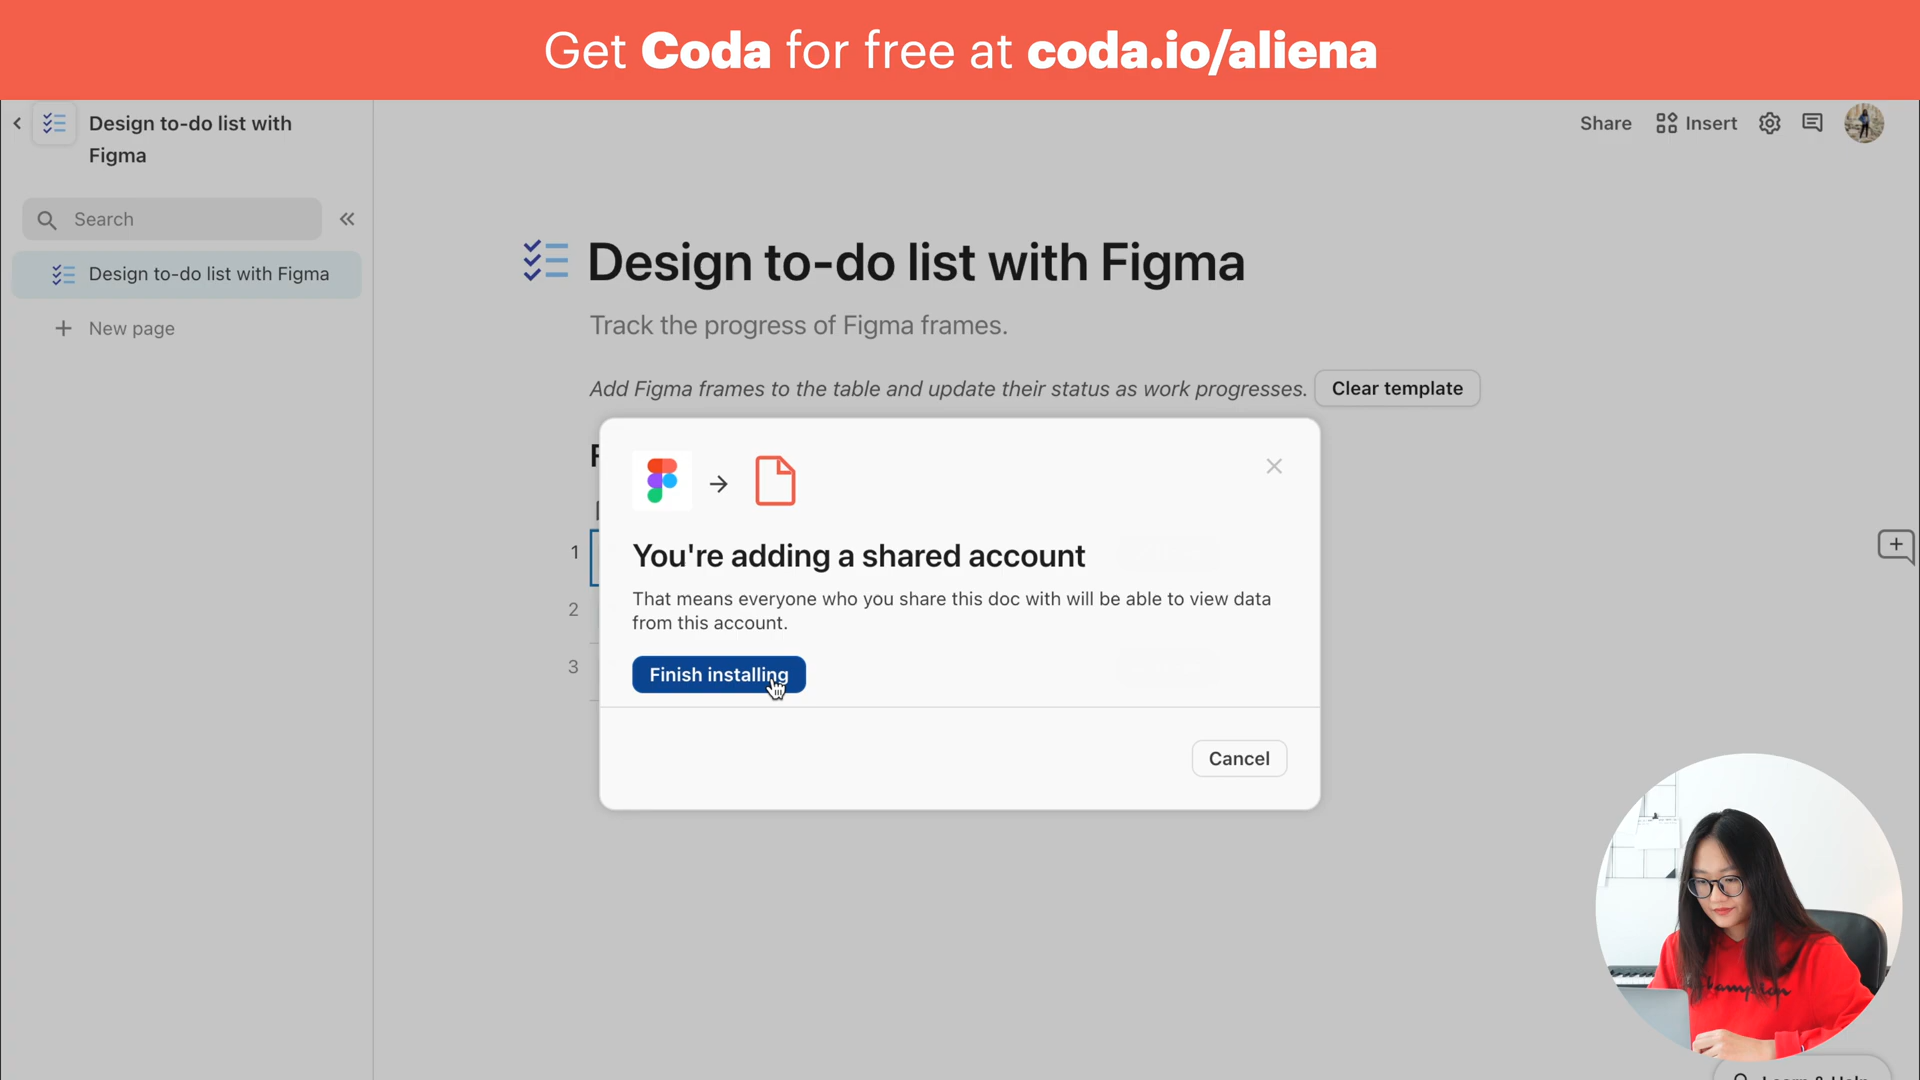 Get Coda for free at coda.io/aliena
Design to-do list with
Figma
Share
Insert
Search
Design to-do list with Figma
New page
Design to-do list with Figma
Track the progress of Figma frames.
Add Figma frames to the table and update their status as work progresses.
Clear template
1
2
3
You're adding a shared account
That means everyone who you share this doc with will be able to view data
from this account.
Finish installing
Cancel
Champion